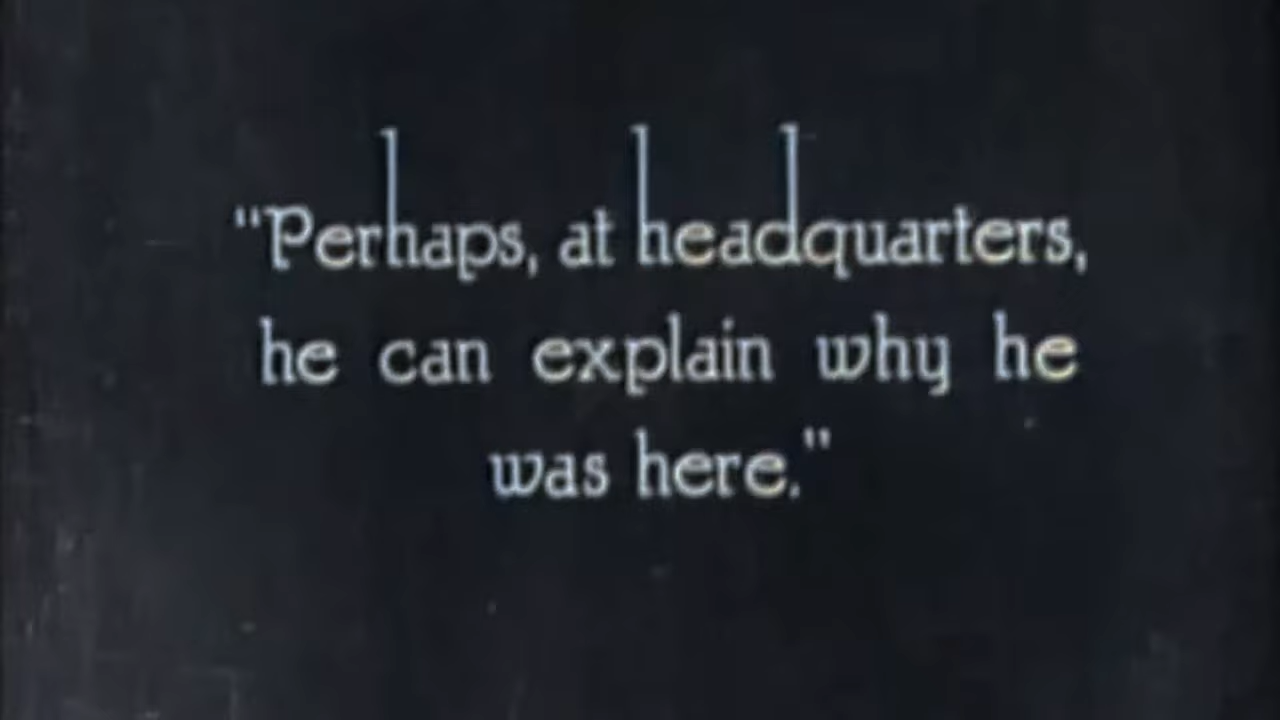 "Perhaps, at headquarters,
he can explain why he
was here."